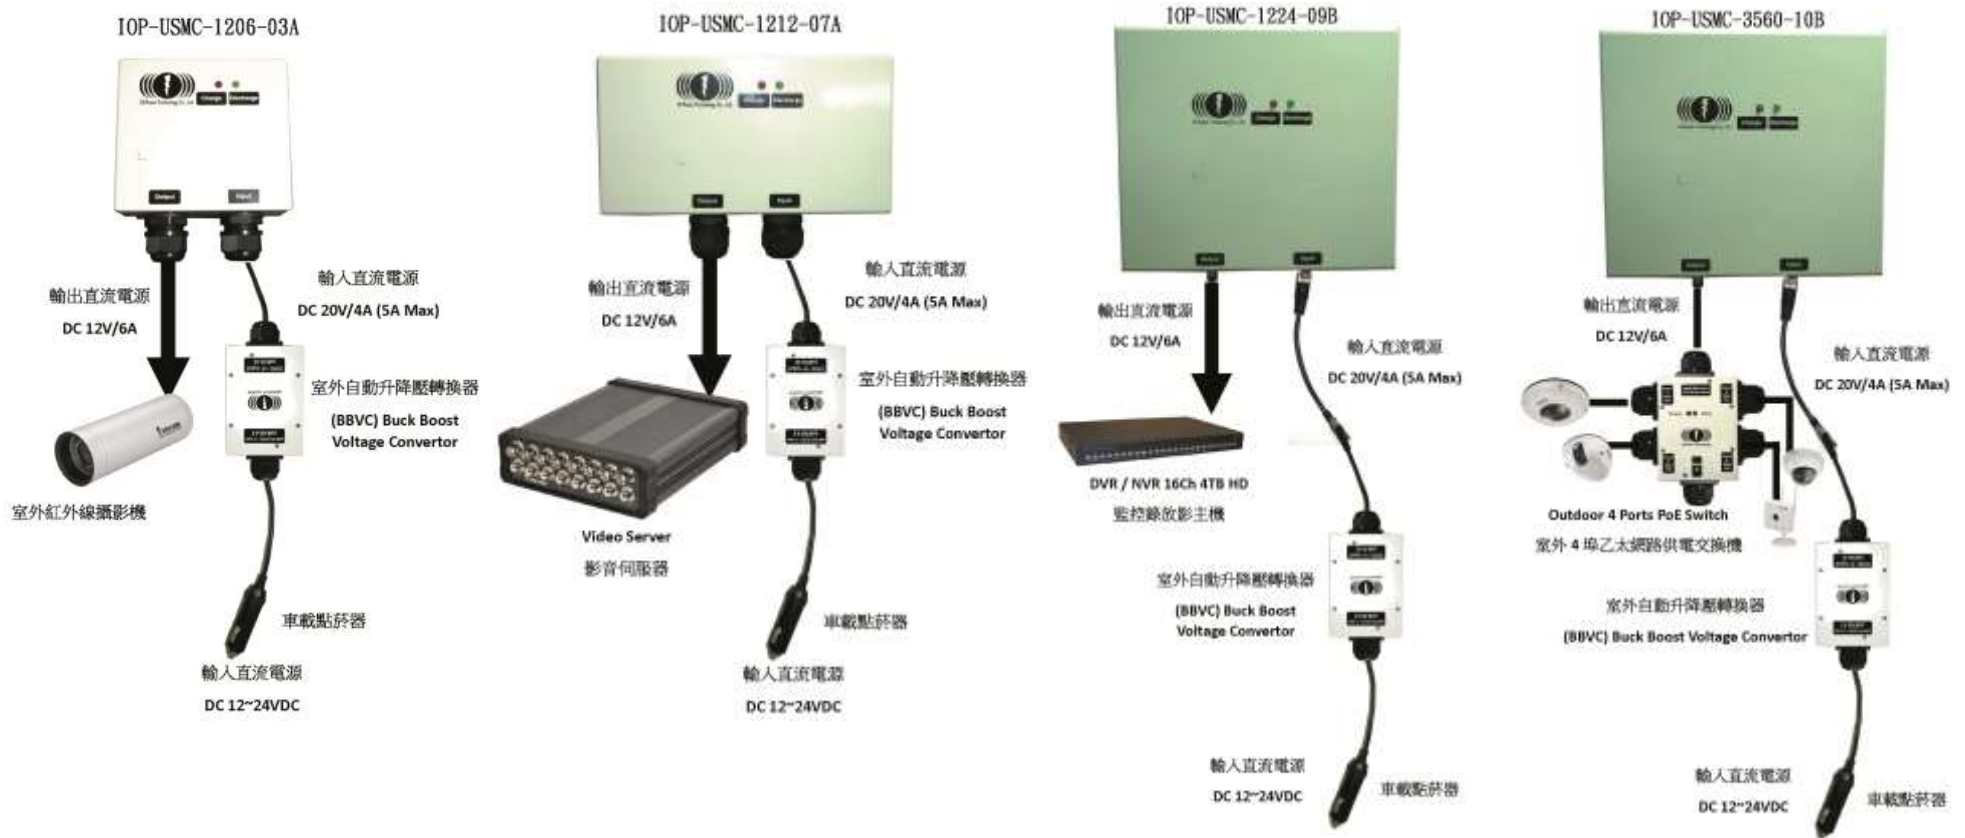 IOP-USMC-1206-03A
Charge
Discharge
Output
Input
輸出直流電源
DC 12V/6A
輸入直流電源
DC 20V/4A (5A Max)
室外自動升降壓轉換器
(BBVC) Buck Boost
Voltage Convertor
室外紅外線攝影機
車載點菸器
輸入直流電源
DC 12~24VDC
IOP-USMC-1212-07A
Output
Input
輸出直流電源
DC 12V/6A
輸入直流電源
DC 20V/4A (5A Max)
室外自動升降壓轉換器
(BBVC) Buck Boost
Voltage Convertor
Video Server
影音伺服器
車載點菸器
輸入直流電源
DC 12~24VDC
IOP-USMC-1224-09B
Output
Input
輸出直流電源
DC 12V/6A
輸入直流電源
DC 20V/4A (5A Max)
DVR / NVR 16Ch 4TB HD
監控錄放影主機
室外自動升降壓轉換器
(BBVC) Buck Boost
Voltage Convertor
輸入直流電源
DC 12~24VDC
車載點菸器
IOP-USMC-3560-10B
輸出直流電源
DC 12V/6A
輸入直流電源
DC 20V/4A (5A Max)
Outdoor 4 Ports PoE Switch
室外 4 埠乙太網路供電交換機
室外自動升降壓轉換器
(BBVC) Buck Boost Voltage Convertor
輸入直流電源
DC 12~24VDC
車載點菸器